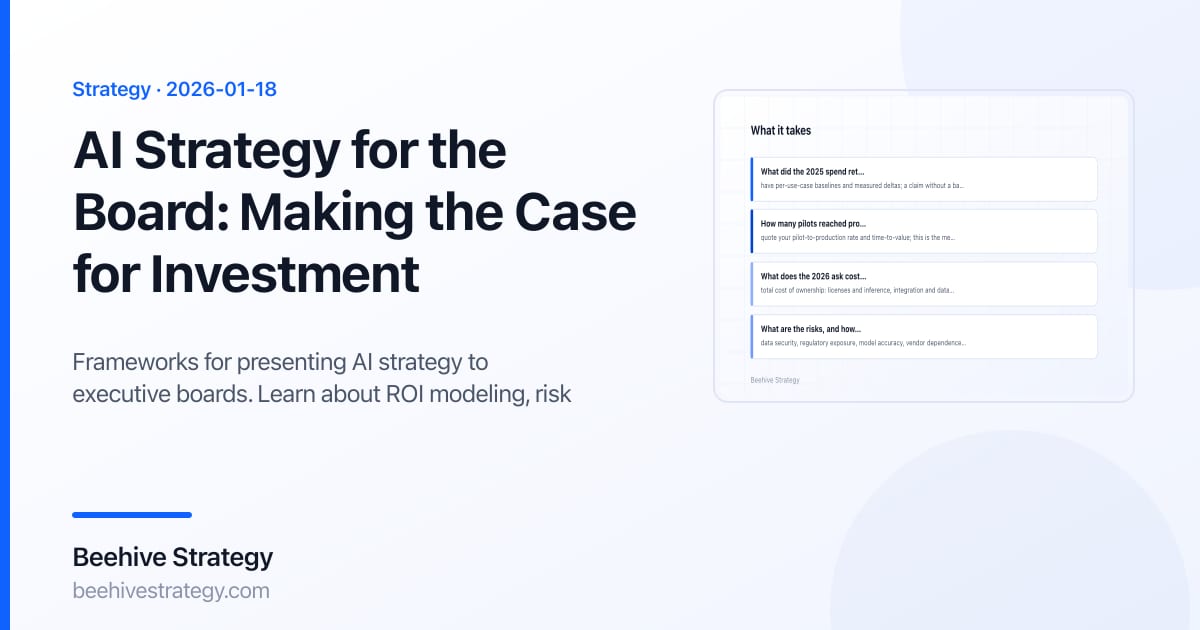 Strategy · 2026-01-18
AI Strategy for the
Board: Making the Case
for Investment
Frameworks for presenting AI strategy to
executive boards. Learn about ROI modeling, risk
Beehive Strategy
beehivestrategy.com
What it takes
What did the 2025 spend ret...
have per-use-case baselines and measured deltas; a claim without a ba...
How many pilots reached pro...
quote your pilot-to-production rate and time-to-value; this is the me...
What does the 2026 ask cost...
total cost of ownership: licenses and inference, integration and data...
What are the risks, and how...
data security, regulatory exposure, model accuracy, vendor dependence...
Beehive Strategy